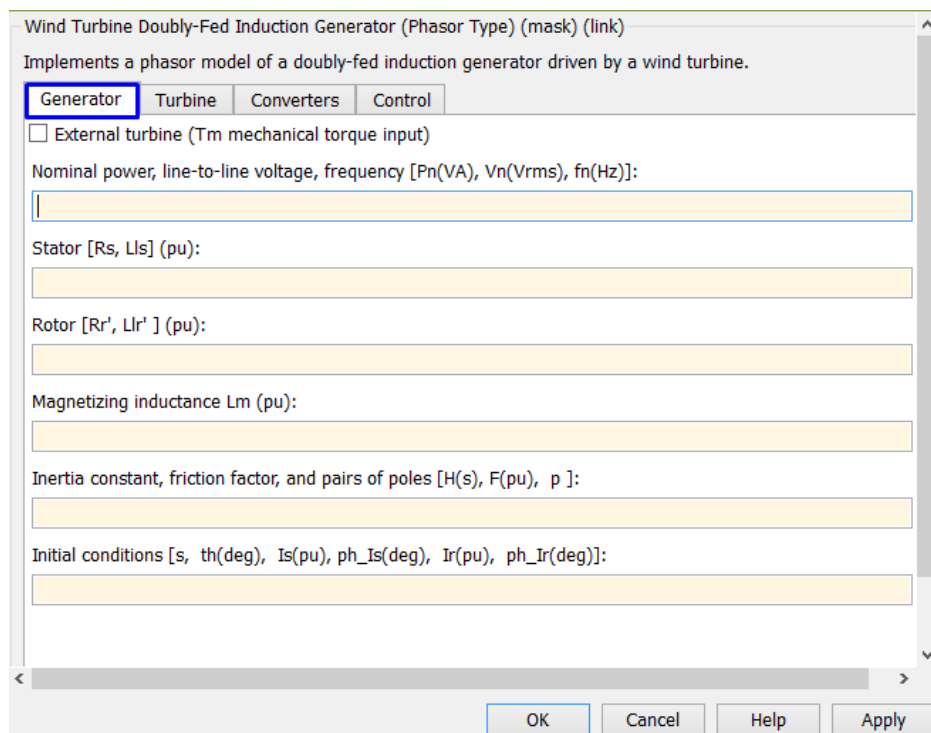 Wind Turbine Doubly-Fed Induction Generator (Phasor Type) (mask) (link)
Implements a phasor model of a doubly-fed induction generator driven by a wind turbine.
Generator Turbine Converters Control
External turbine (Tm mechanical torque input)
Nominal power, line-to-line voltage, frequency [Pn(VA), Vn(Vrms), fn(Hz)]:
Stator [Rs, Lls] (pu):
Rotor [Rr', Llr' ] (pu):
Magnetizing inductance Lm (pu):
Inertia constant, friction factor, and pairs of poles [H(s), F(pu), p ]:
Initial conditions [s, th(deg), Is(pu), ph_Is(deg), Ir(pu), ph_Ir(deg)]:
OK Cancel Help Apply